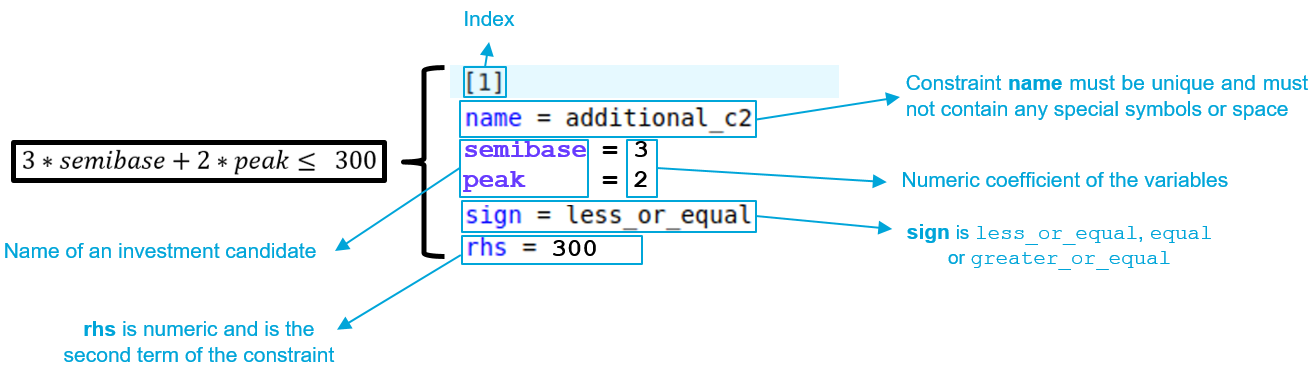 Index
[1]
name = additional_c2
Constraint name must be unique and must
not contain any special symbols or space
3 * semibase + 2 * peak ≤ 300
semibase = 3
peak = 2
Numeric coefficient of the variables
sign = less_or_equal
sign is less_or_equal, equal
or greater_or_equal
Name of an investment candidate
rhs = 300
rhs is numeric and is the
second term of the constraint